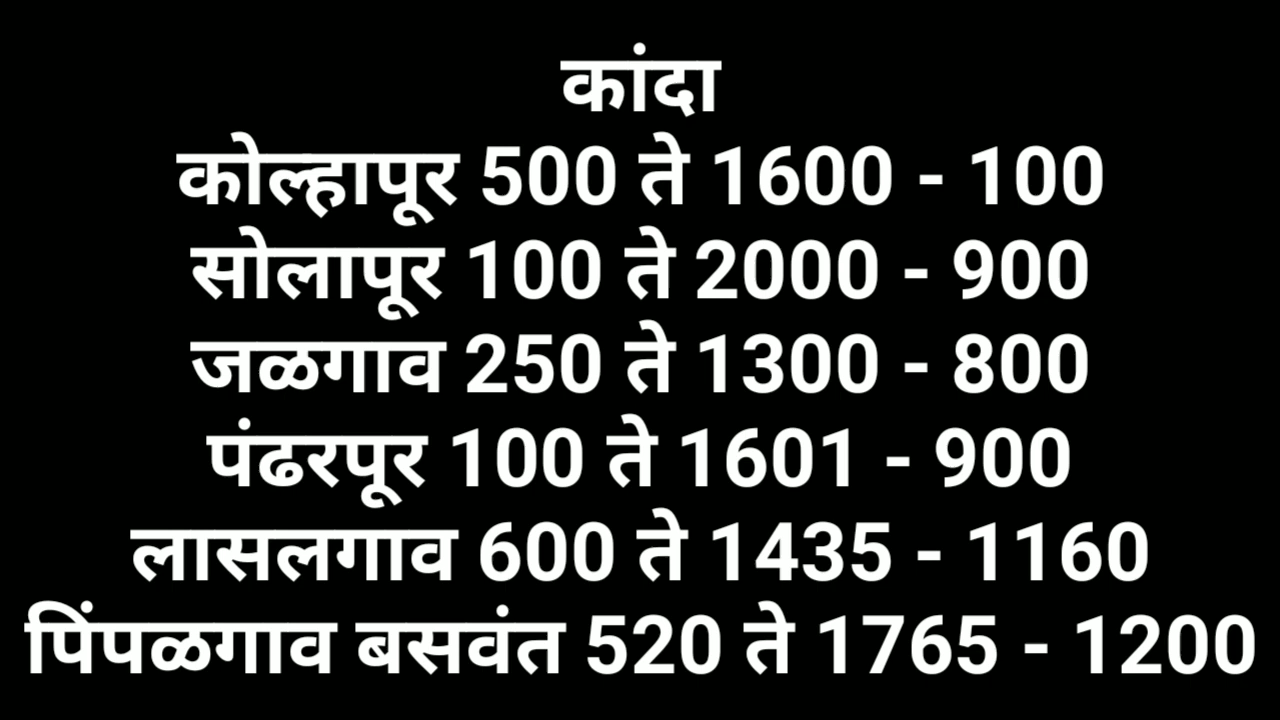 कांदा
कोल्हापूर 500 ते 1600 - 100
सोलापूर 100 ते 2000 - 900
जळगाव 250 ते 1300 - 800
पंढरपूर 100 ते 1601 - 900
लासलगाव 600 ते 1435 - 1160
पिंपळगाव बसवंत 520 ते 1765 - 1200